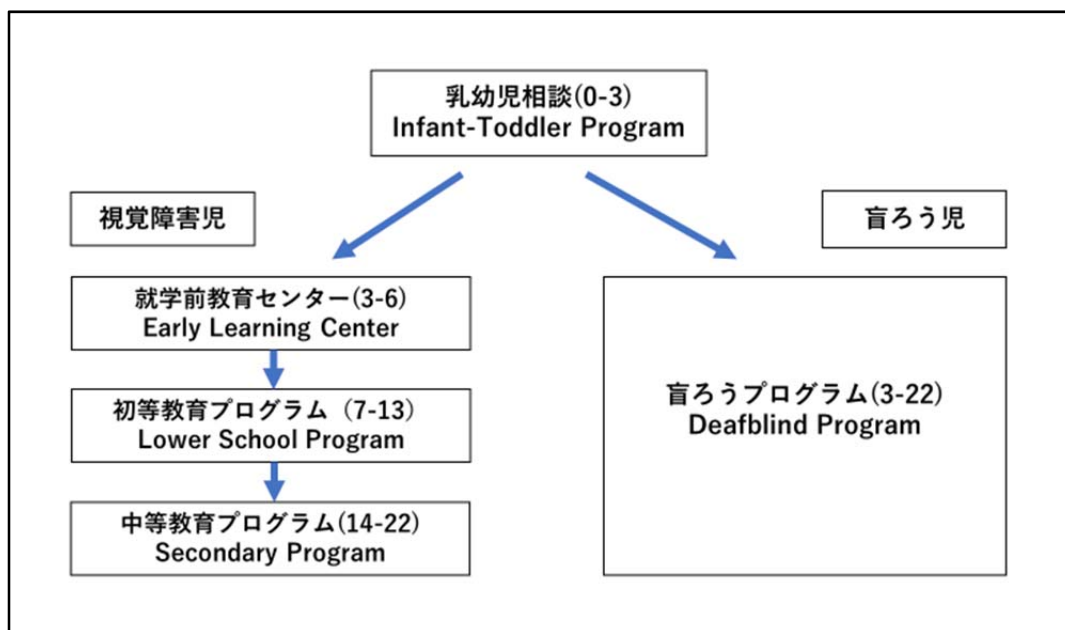 乳幼児相談(0-3)
Infant-Toddler Program
視覚障害児
盲ろう児
就学前教育センター(3-6)
Early Learning Center
初等教育プログラム（7-13)
Lower School Program
中等教育プログラム(14-22)
Secondary Program
盲ろうプログラム(3-22)
Deafblind Program